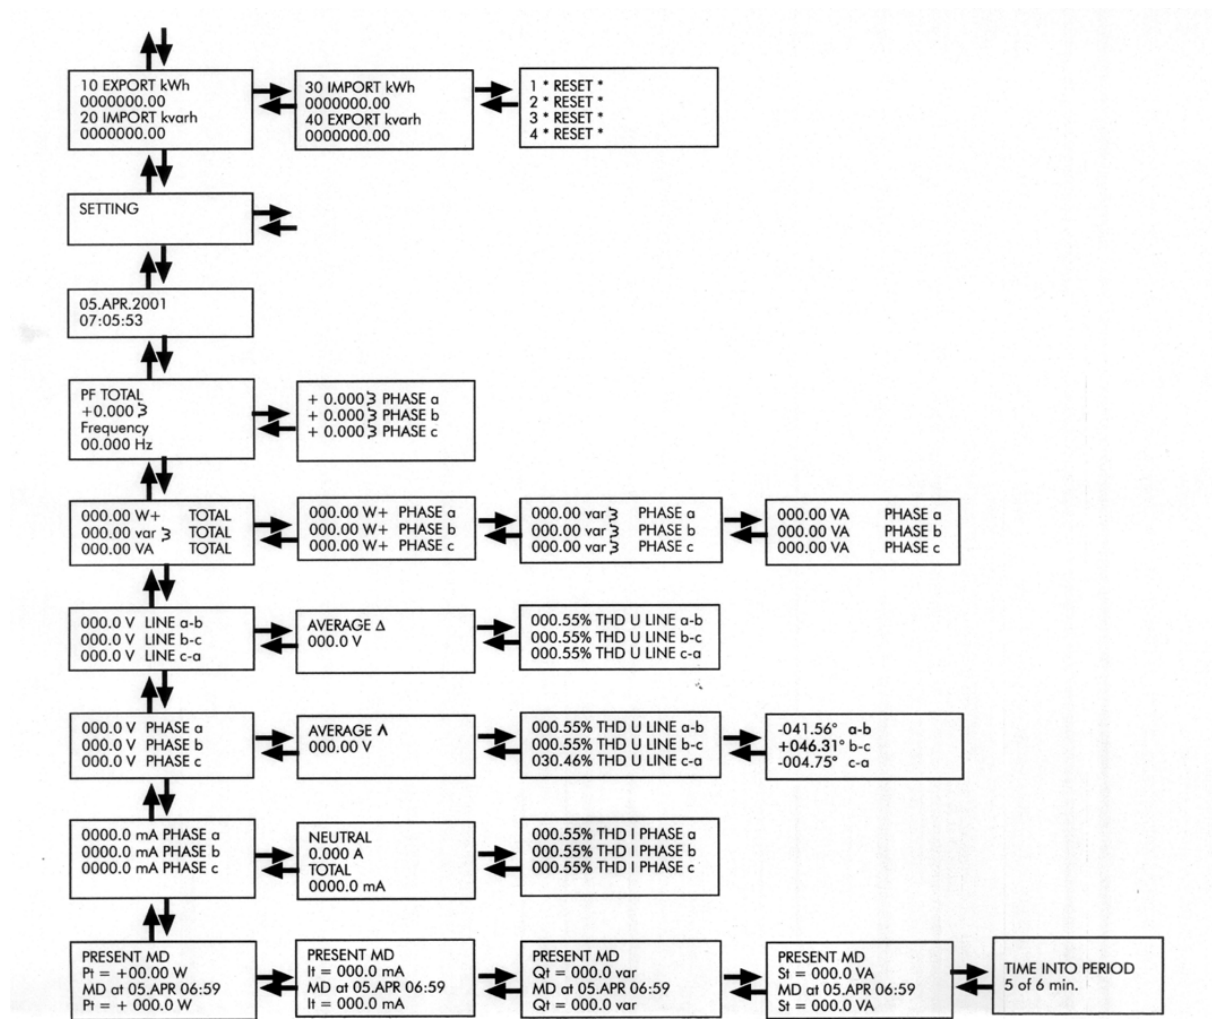 10 EXPORT kWh
0000000.00
20 IMPORT kvarh
0000000.00
30 IMPORT kWh
0000000.00
40 EXPORT kvarh
0000000.00
1 * RESET *
2 * RESET *
3 * RESET *
4 * RESET *
SETTING
05.APR.2001
07:05:53
PF TOTAL
+0.000
Frequency
00.000 Hz
+ 0.000 PHASE a
+ 0.000 PHASE b
+ 0.000 PHASE c
000.00 W+ TOTAL
000.00 var TOTAL
000.00 VA TOTAL
000.00 W+ PHASE a
000.00 W+ PHASE b
000.00 W+ PHASE c
000.00 var PHASE a
000.00 var PHASE b
000.00 var PHASE c
000.00 VA PHASE a
000.00 VA PHASE b
000.00 VA PHASE c
000.0 V LINE a-b
000.0 V LINE b-c
000.0 V LINE c-a
AVERAGE Δ
000.0 V
000.55% THD U LINE a-b
000.55% THD U LINE b-c
000.55% THD U LINE c-a
000.0 V PHASE a
000.0 V PHASE b
000.0 V PHASE c
AVERAGE Λ
000.00 V
000.55% THD U LINE a-b
000.55% THD U LINE b-c
030.46% THD U LINE c-a
-041.56° a-b
+046.31° b-c
-004.75° c-a
0000.0 mA PHASE a
0000.0 mA PHASE b
0000.0 mA PHASE c
NEUTRAL
0.000 A
TOTAL
0000.0 mA
000.55% THD I PHASE a
000.55% THD I PHASE b
000.55% THD I PHASE c
PRESENT MD
Pt = +00.00 W
MD at 05.APR 06:59
Pt = + 000.0 W
PRESENT MD
It = 000.0 mA
MD at 05.APR 06:59
It = 000.0 mA
PRESENT MD
Qt = 000.0 var
MD at 05.APR 06:59
Qt = 000.0 var
PRESENT MD
St = 000.0 VA
MD at 05.APR 06:59
St = 000.0 VA
TIME INTO PERIOD
5 of 6 min.